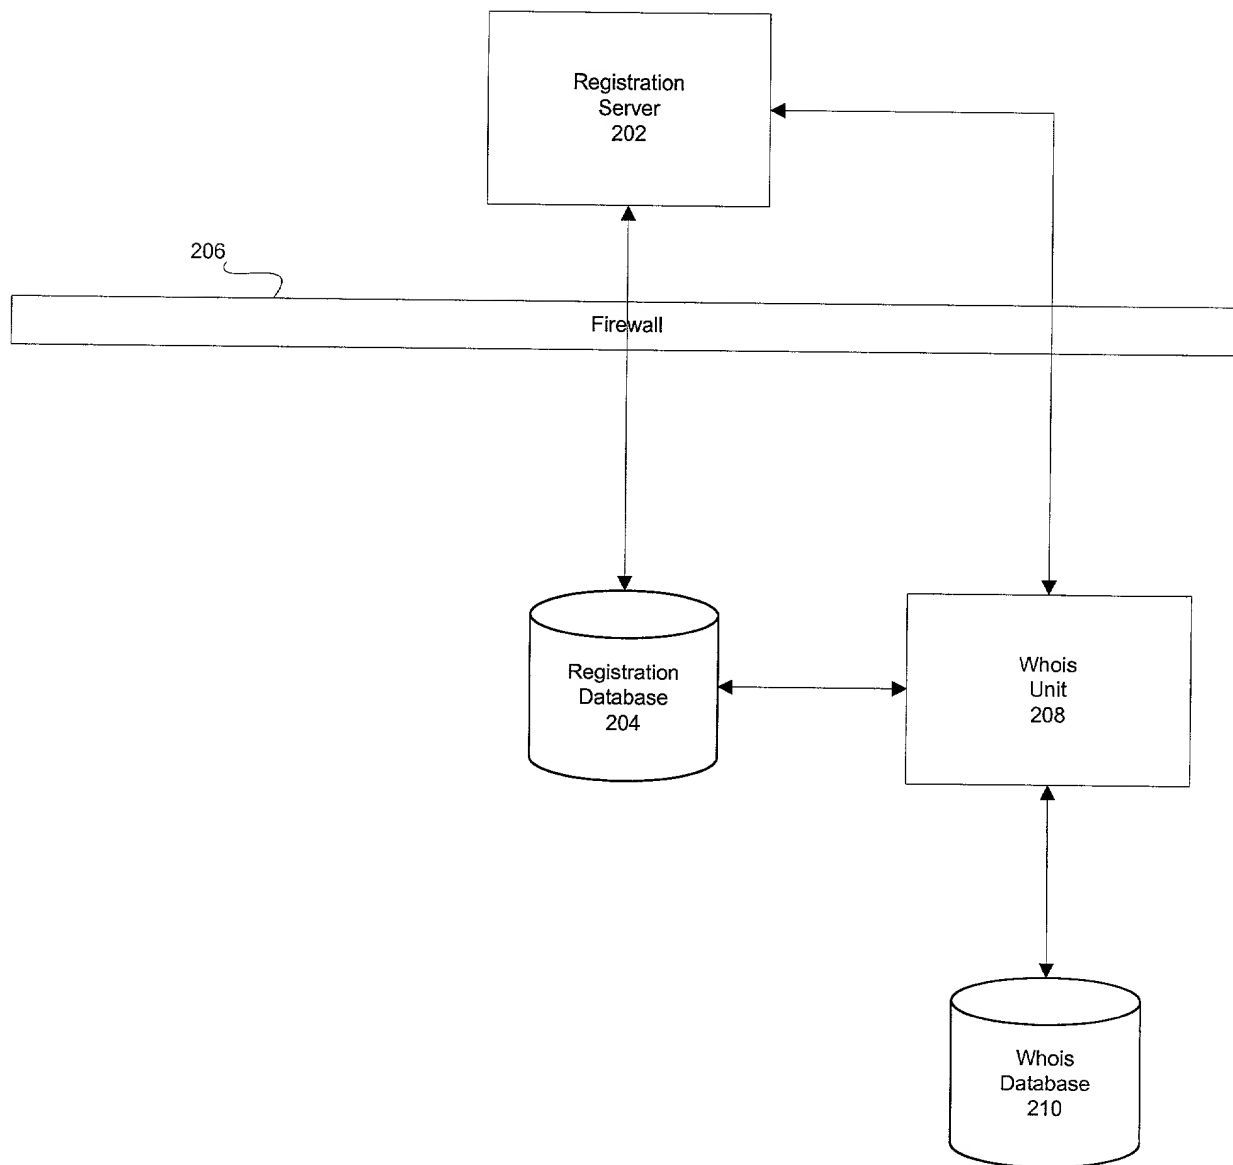 Registration
Server
202
206
Firewall
Registration
Database
204
Whois
Unit
208
Whois
Database
210